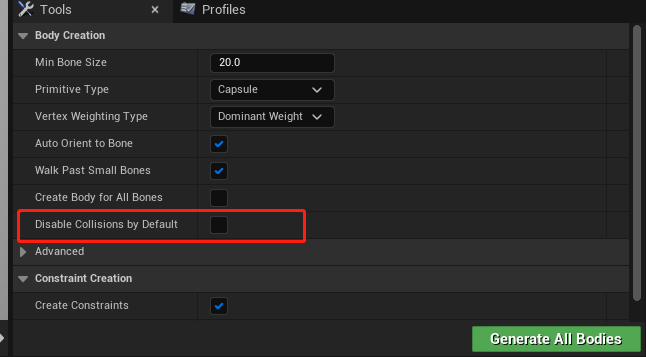 Tools × Profiles
Body Creation
Min Bone Size 20.0
Primitive Type Capsule
Vertex Weighting Type Dominant Weight
Auto Orient to Bone
Walk Past Small Bones
Create Body for All Bones
Disable Collisions by Default
Advanced
Constraint Creation
Create Constraints
Generate All Bodies